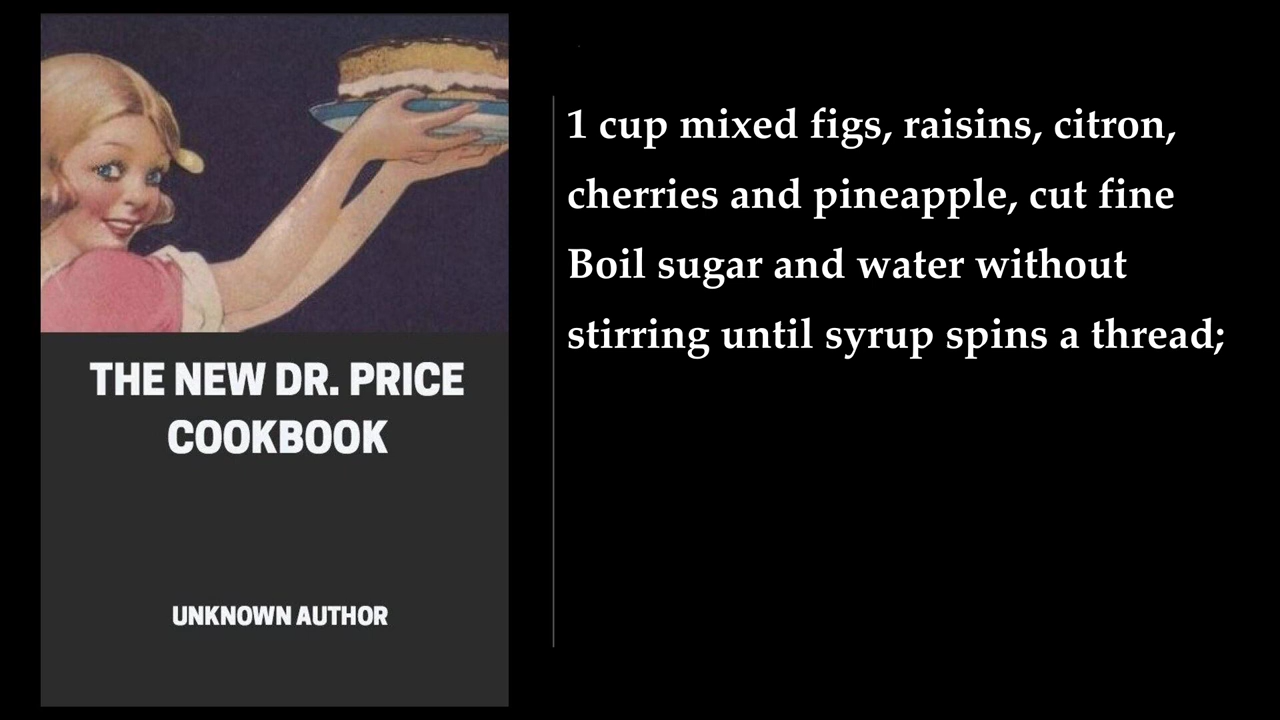 THE NEW DR. PRICE
COOKBOOK
UNKNOWN AUTHOR
1 cup mixed figs, raisins, citron,
cherries and pineapple, cut fine
Boil sugar and water without
stirring until syrup spins a thread;